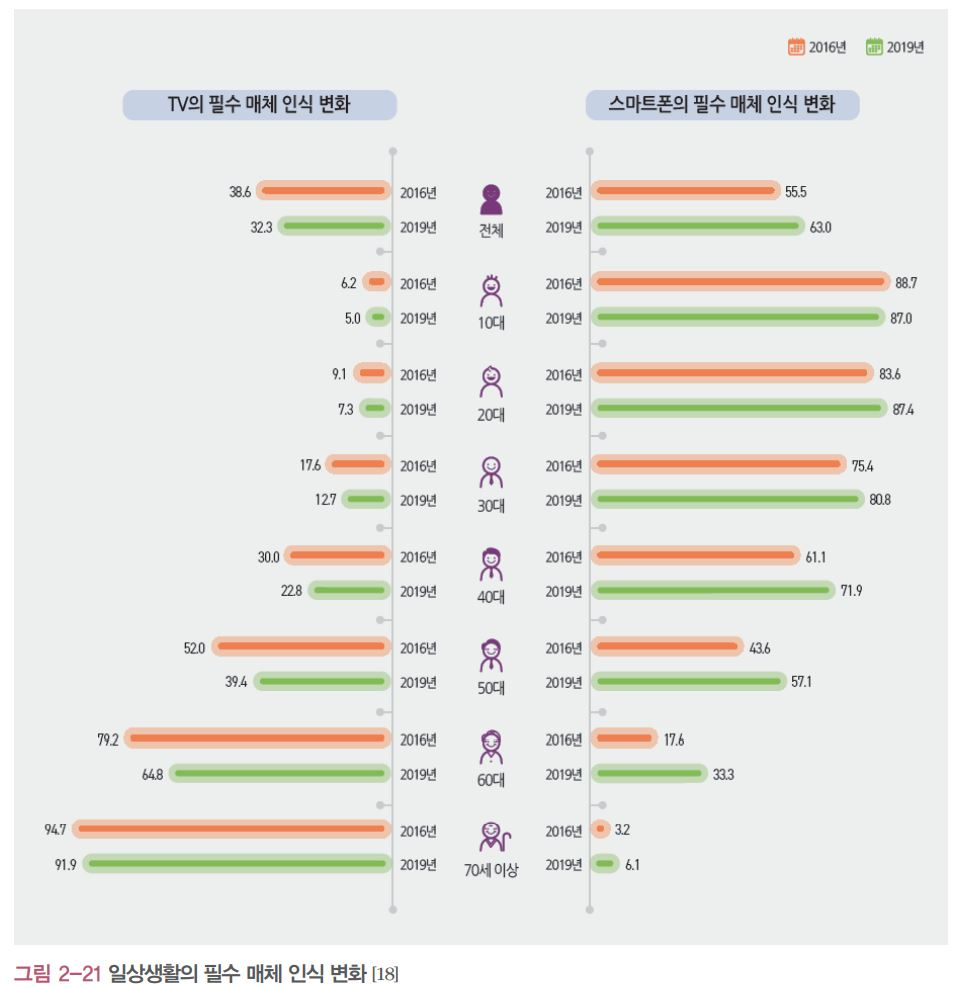 2016년 2019년
TV의 필수 매체 인식 변화 스마트폰의 필수 매체 인식 변화
38.6 2016년 2016년 55.5
32.3 2019년 전체 2019년 63.0
6.2 2016년 2016년 88.7
5.0 2019년 10대 2019년 87.0
9.1 2016년 2016년 83.6
7.3 2019년 20대 2019년 87.4
17.6 2016년 2016년 75.4
12.7 2019년 30대 2019년 80.8
30.0 2016년 2016년 61.1
22.8 2019년 40대 2019년 71.9
52.0 2016년 2016년 43.6
39.4 2019년 50대 2019년 57.1
79.2 2016년 2016년 17.6
64.8 2019년 60대 2019년 33.3
94.7 2016년 2016년 3.2
91.9 2019년 70세 이상 2019년 6.1
그림 2-21 일상생활의 필수 매체 인식 변화 [18]